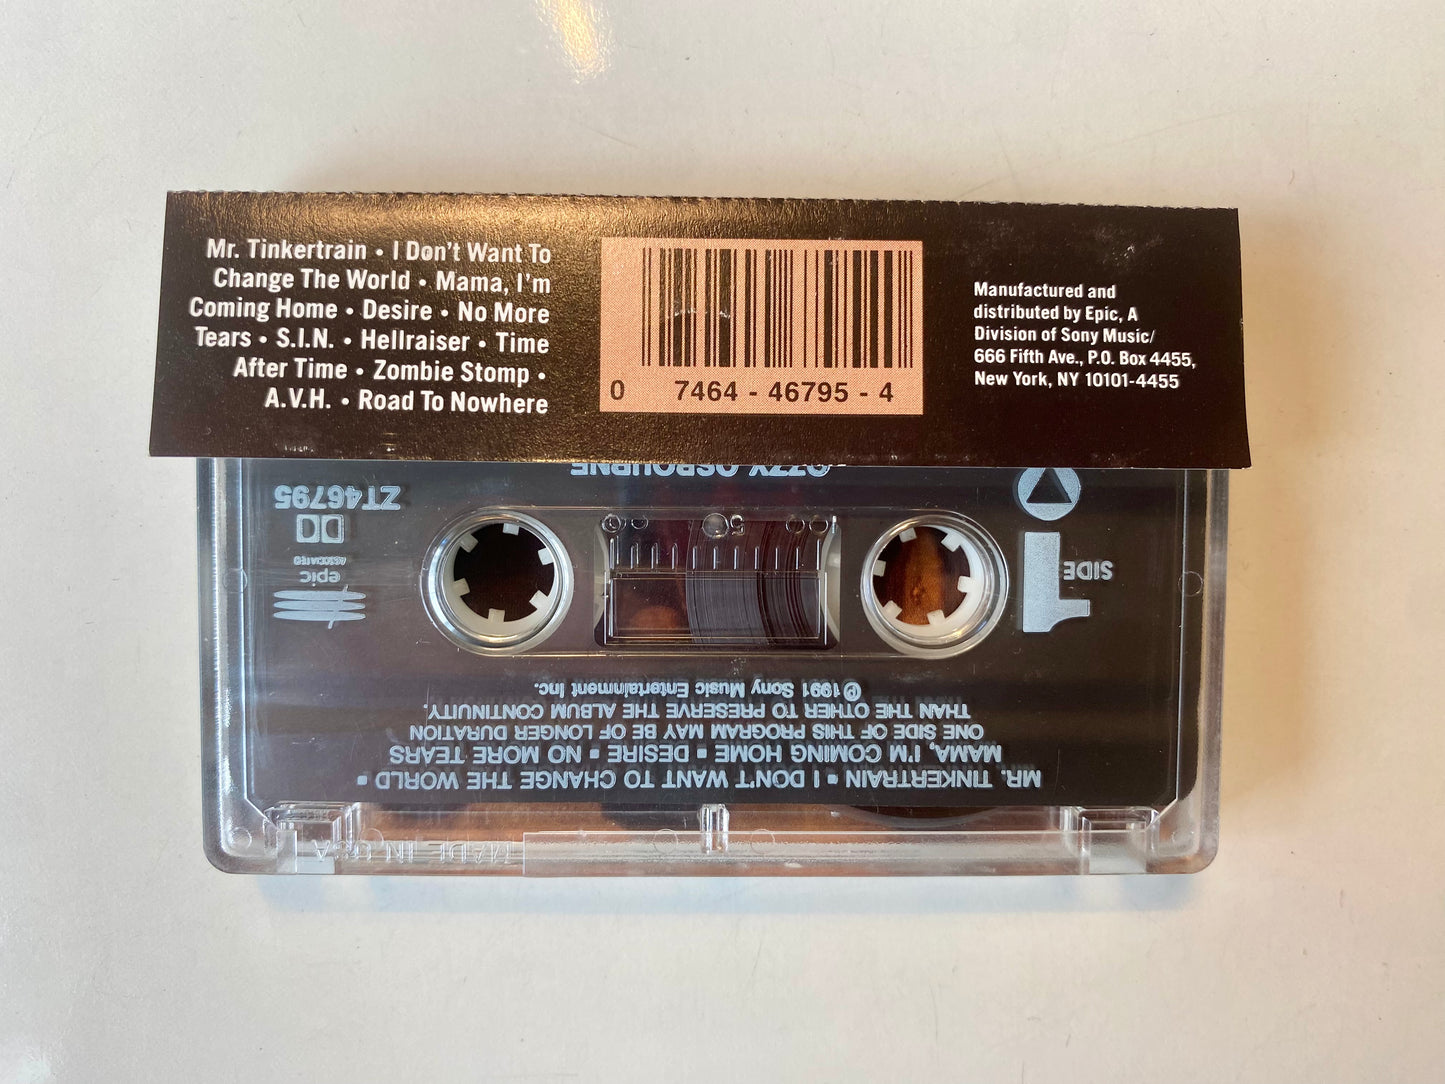 Mr. Tinkertrain • I Don't Want To
Change The World • Mama, I'm
Coming Home • Desire • No More
Tears • S.I.N. • Hellraiser • Time
After Time • Zombie Stomp •
A.V.H. • Road To Nowhere
0 7464 - 46795 - 4
Manufactured and
distributed by Epic, A
Division of Sony Music/
666 Fifth Ave., P.O. Box 4455,
New York, NY 10101-4455
MR. TINKERTRAIN ▪ I DON'T WANT TO CHANGE THE WORLD ▪
MAMA, I'M COMING HOME ▪ DESIRE ▪ NO MORE TEARS
ONE SIDE OF THIS PROGRAM MAY BE OF LONGER DURATION
THAN THE OTHER TO PRESERVE THE ALBUM CONTINUITY.
℗1991 Sony Music Entertainment Inc.
SIDE
1
epic
ASSOCIATED
ZT46795
OZZY OSBOURNE
5
MADE IN USA